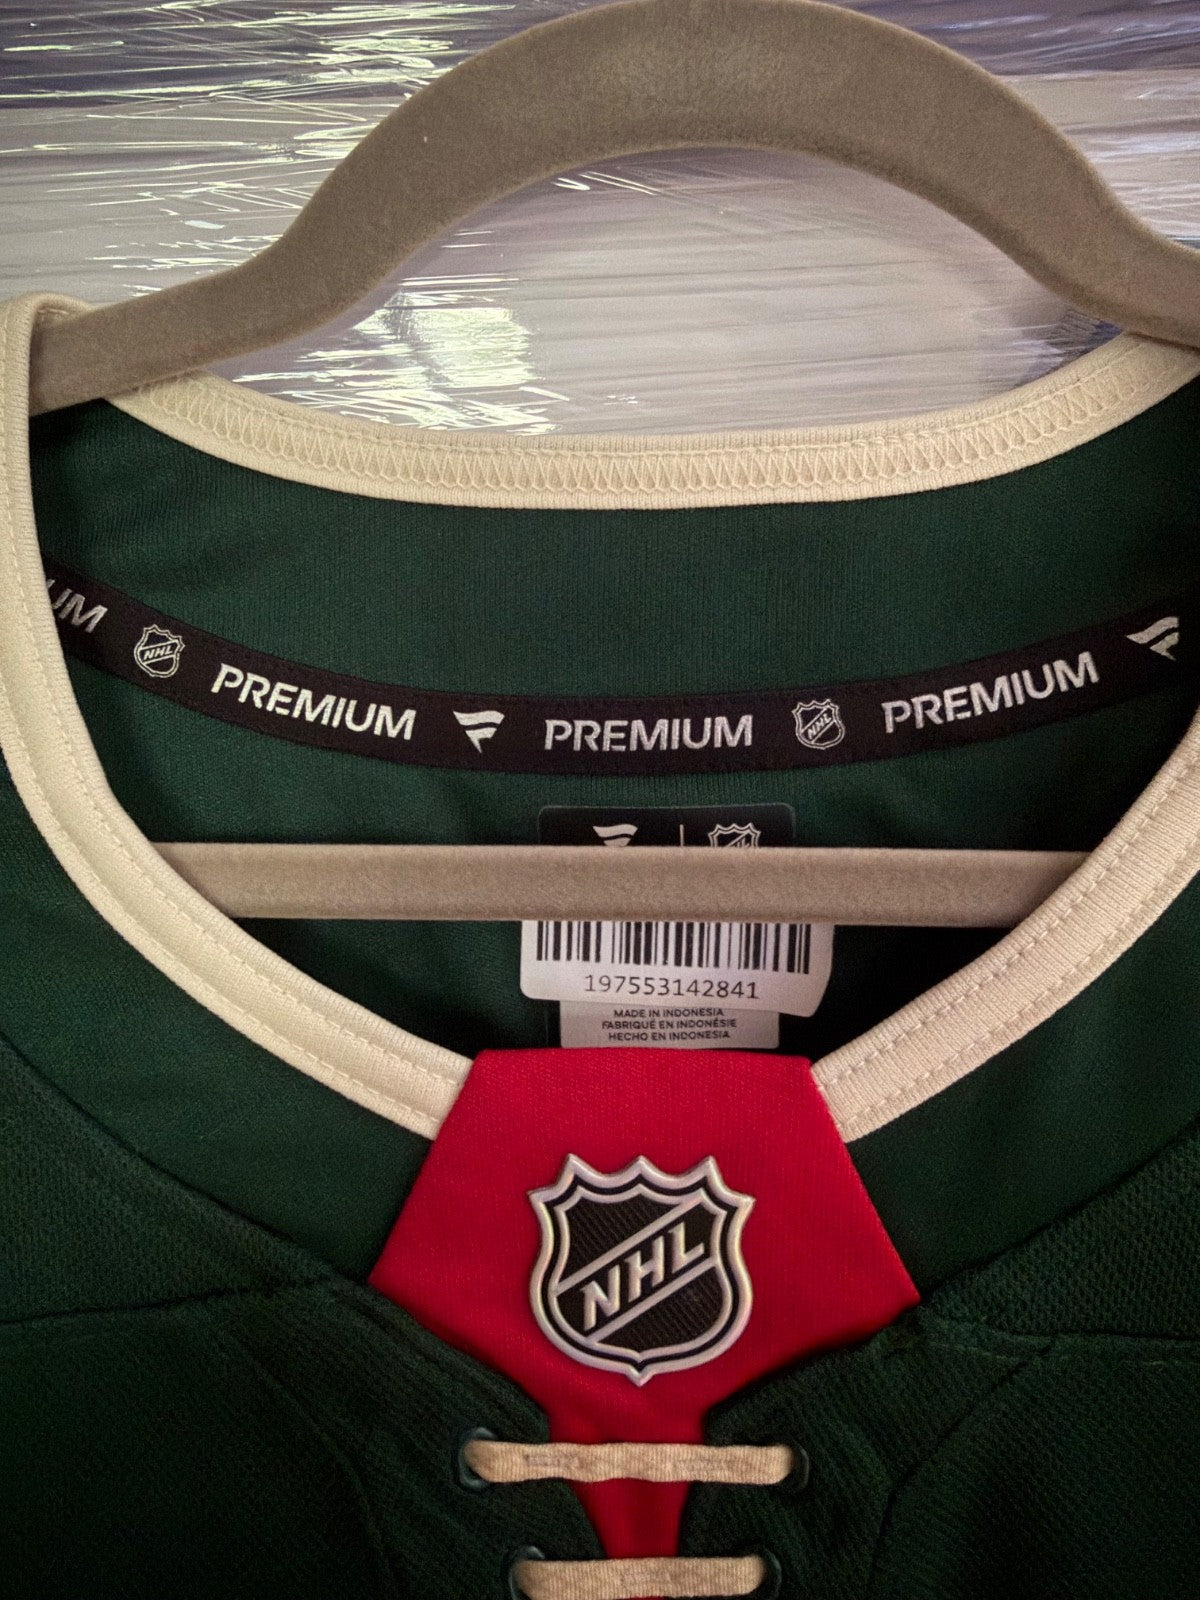 UM NHL PREMIUM PREMIUM NHL PREMIUM
197553142841
MADE IN INDONESIA
FABRIQUÉ EN INDONÉSIE
HECHO EN INDONESIA
NHL